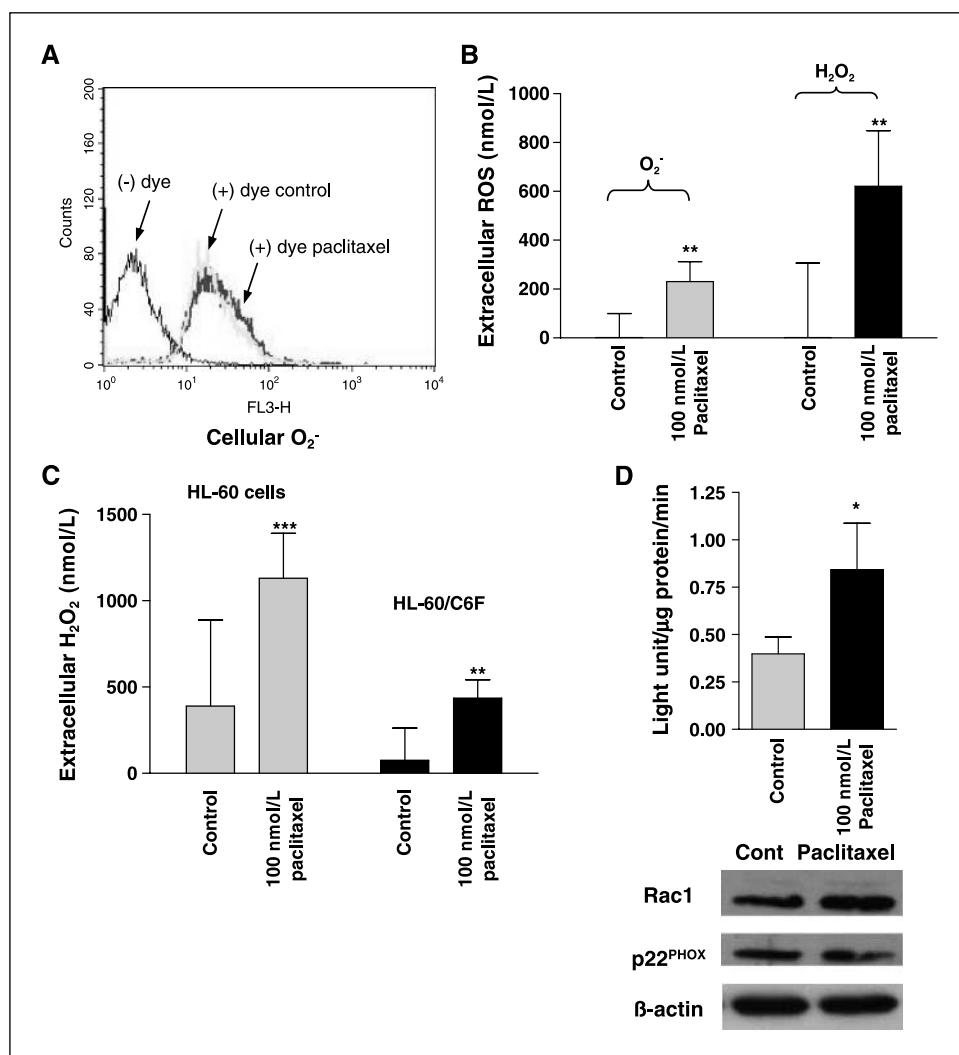 A
200
160
120
80
40
0
Counts
(-) dye
(+) dye control
(+) dye paclitaxel
10⁰ 10¹ 10² 10³ 10⁴
FL3-H
Cellular O₂⁻
B
Extracellular ROS (nmol/L)
1000
800
600
400
200
0
O₂⁻
H₂O₂
**
**
Control
100 nmol/L
Paclitaxel
Control
100 nmol/L
paclitaxel
C
HL-60 cells
HL-60/C6F
Extracellular H₂O₂ (nmol/L)
1500
1000
500
0
***
**
Control
100 nmol/L
paclitaxel
Control
100 nmol/L
paclitaxel
D
Light unit/µg protein/min
1.25
1.00
0.75
0.50
0.25
0.00
*
Control
100 nmol/L
Paclitaxel
Cont Paclitaxel
Rac1
p22ᴾᴴᴼˣ
ß-actin